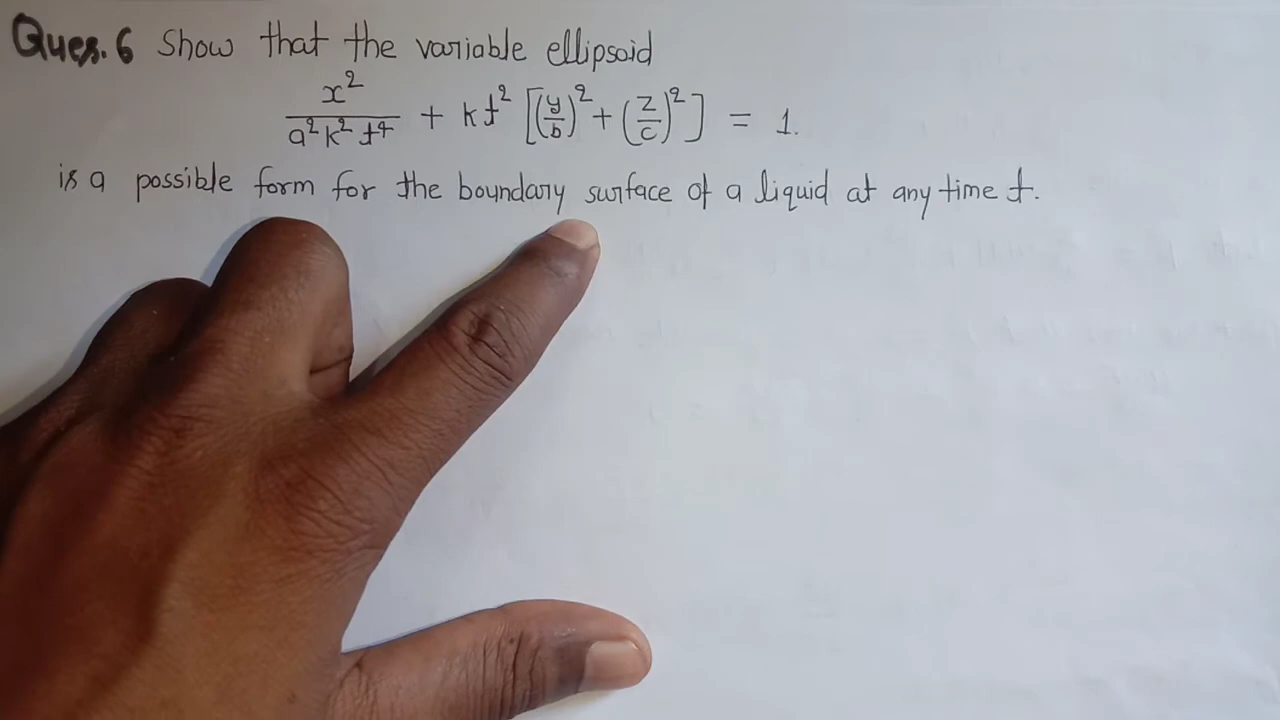 Ques. 6 Show that the variable ellipsoid
x²/(a²k²t⁴) + kt² [(y/b)² + (z/c)²] = 1.
is a possible form for the boundary surface of a liquid at any time t.